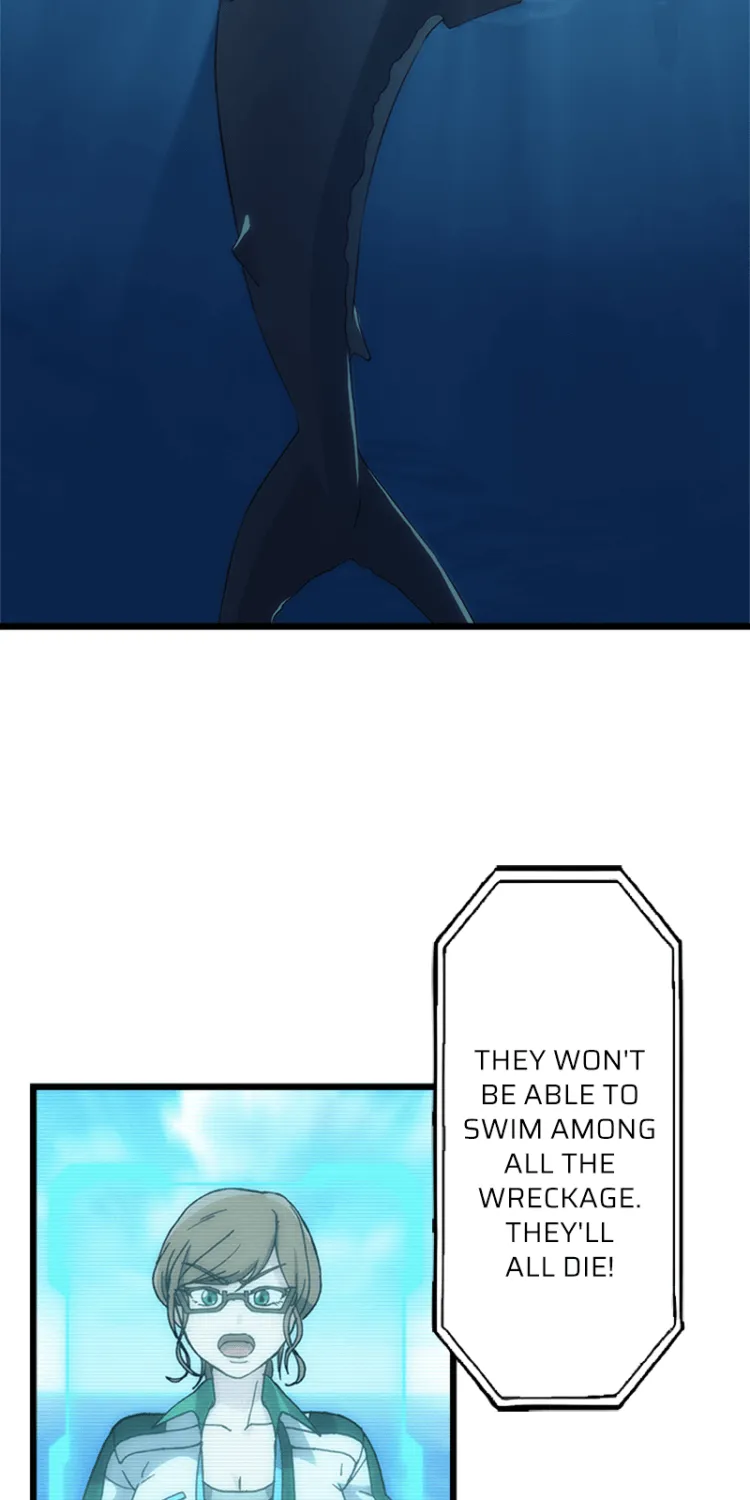 THEY WON'T
BE ABLE TO
SWIM AMONG
ALL THE
WRECKAGE.
THEY'LL
ALL DIE!